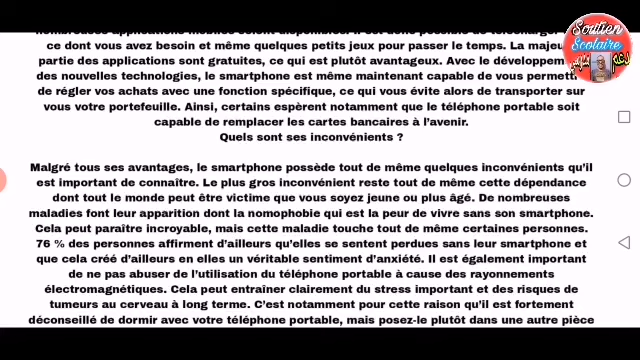 Soutien
Scolaire
ce dont vous avez besoin et même quelques petits jeux pour passer le temps. La majeu
partie des applications sont gratuites, ce qui est plutôt avantageux. Avec le développem
des nouvelles technologies, le smartphone est même maintenant capable de vous permett
de régler vos achats avec une fonction spécifique, ce qui vous évite alors de transporter sur
vous votre portefeuille. Ainsi, certains espèrent notamment que le téléphone portable soit
capable de remplacer les cartes bancaires à l'avenir.
Quels sont ses inconvénients ?
Malgré tous ses avantages, le smartphone possède tout de même quelques inconvénients qu'il
est important de connaître. Le plus gros inconvénient reste tout de même cette dépendance
dont tout le monde peut être victime que vous soyez jeune ou plus âgé. De nombreuses
maladies font leur apparition dont la nomophobie qui est la peur de vivre sans son smartphone.
Cela peut paraître incroyable, mais cette maladie touche tout de même certaines personnes.
76 % des personnes affirment d'ailleurs qu'elles se sentent perdues sans leur smartphone et
que cela créé d'ailleurs en elles un véritable sentiment d'anxiété. Il est également important
de ne pas abuser de l'utilisation du téléphone portable à cause des rayonnements
électromagnétiques. Cela peut entraîner clairement du stress important et des risques de
tumeurs au cerveau à long terme. C'est notamment pour cette raison qu'il est fortement
déconseillé de dormir avec votre téléphone portable, mais posez-le plutôt dans une autre pièce